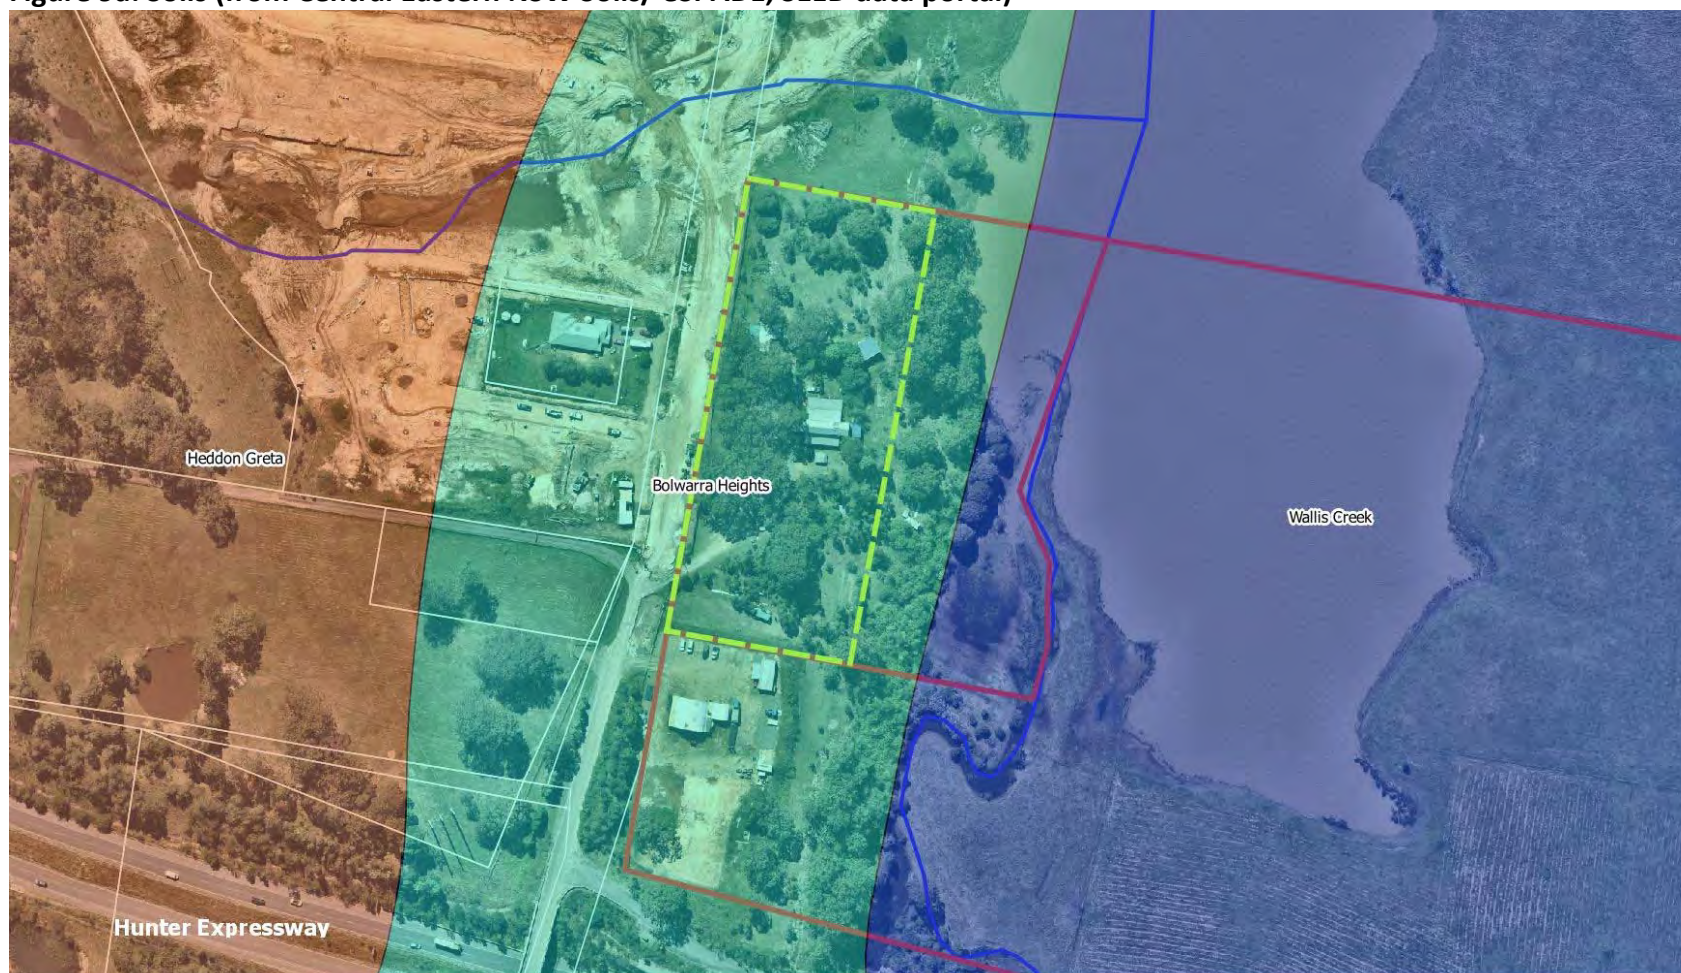 Heddon Greta
Bolwarra Heights
Wallis Creek
Hunter Expressway